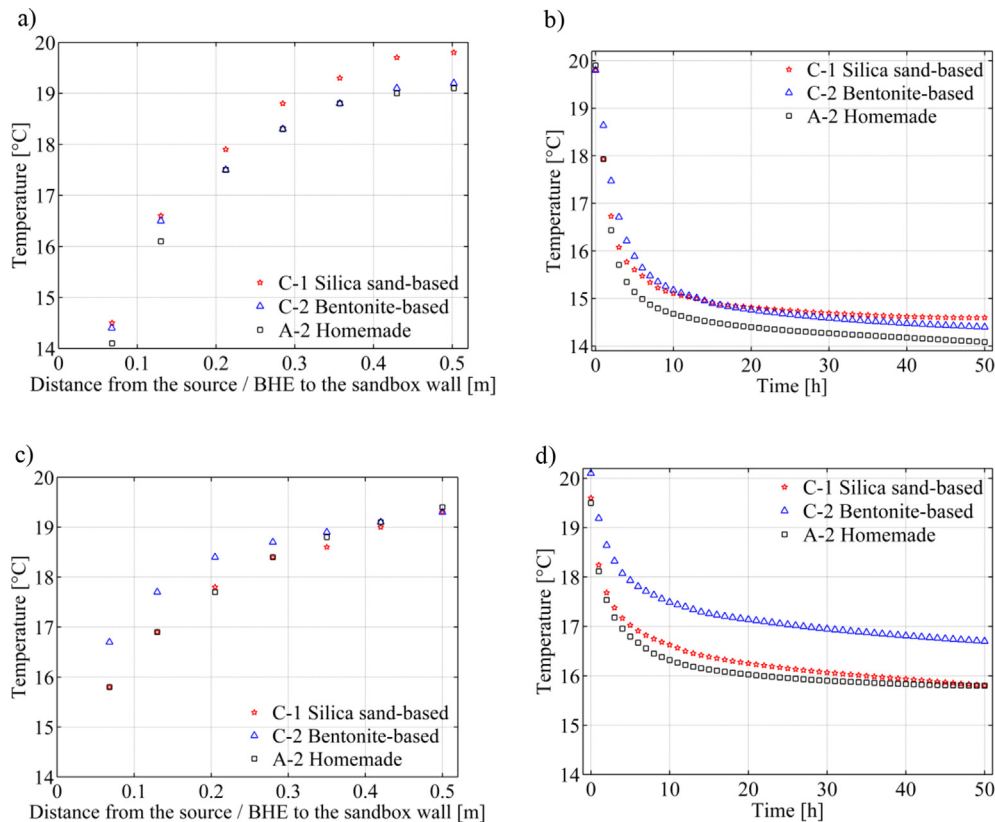 a)
20
19
18
17
16
15
14
0
0.1
0.2
0.3
0.4
0.5
Temperature [°C]
Distance from the source / BHE to the sandbox wall [m]
C-1 Silica sand-based
C-2 Bentonite-based
A-2 Homemade
b)
20
19
18
17
16
15
14
0
10
20
30
40
50
Temperature [°C]
Time [h]
C-1 Silica sand-based
C-2 Bentonite-based
A-2 Homemade
c)
20
19
18
17
16
15
14
0
0.1
0.2
0.3
0.4
0.5
Temperature [°C]
Distance from the source / BHE to the sandbox wall [m]
C-1 Silica sand-based
C-2 Bentonite-based
A-2 Homemade
d)
20
19
18
17
16
15
14
0
10
20
30
40
50
Temperature [°C]
Time [h]
C-1 Silica sand-based
C-2 Bentonite-based
A-2 Homemade